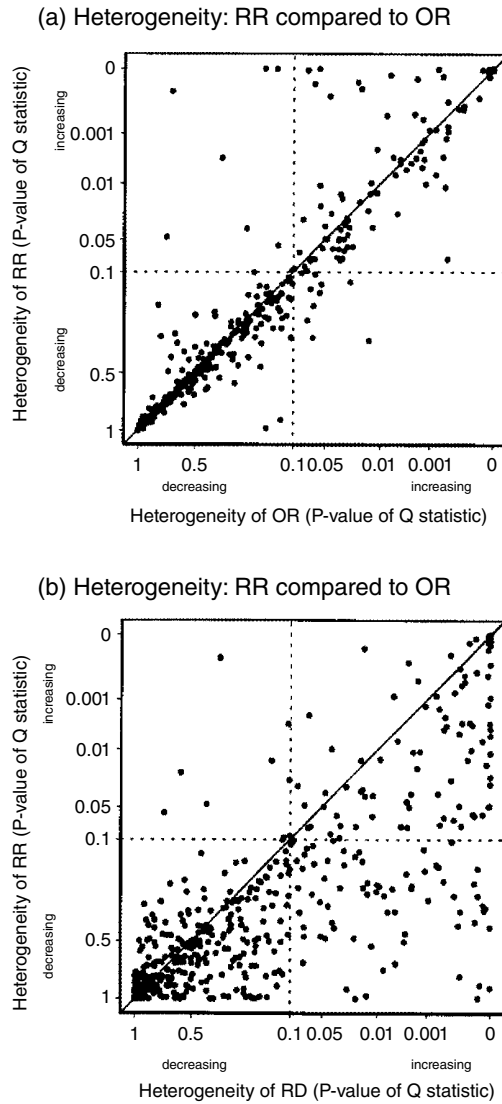 (a) Heterogeneity: RR compared to OR
Heterogeneity of RR (P-value of Q statistic)
increasing
decreasing
0
0.001
0.01
0.05
0.1
0.5
1
1 0.5 0.10 0.05 0.01 0.001 0
decreasing increasing
Heterogeneity of OR (P-value of Q statistic)
(b) Heterogeneity: RR compared to OR
Heterogeneity of RR (P-value of Q statistic)
increasing
decreasing
0
0.001
0.01
0.05
0.1
0.5
1
1 0.5 0.10 0.05 0.01 0.001 0
decreasing increasing
Heterogeneity of RD (P-value of Q statistic)